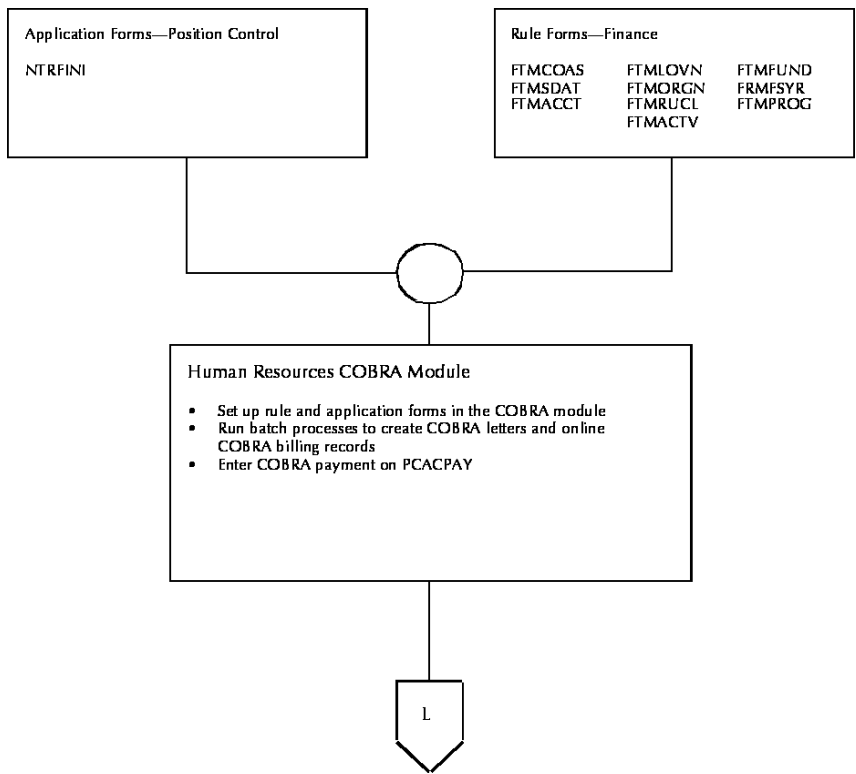 Application Forms—Position Control
NTRFINI
Rule Forms—Finance
FTMCOAS FTMLOVN FTMFUND
FTMSDAT FTMORGN FRMFSYR
FTMACCT FTMRUCL FTMPROG
FTMACTV
Human Resources COBRA Module
• Set up rule and application forms in the COBRA module
• Run batch processes to create COBRA letters and online
COBRA billing records
• Enter COBRA payment on PCACPAY
L